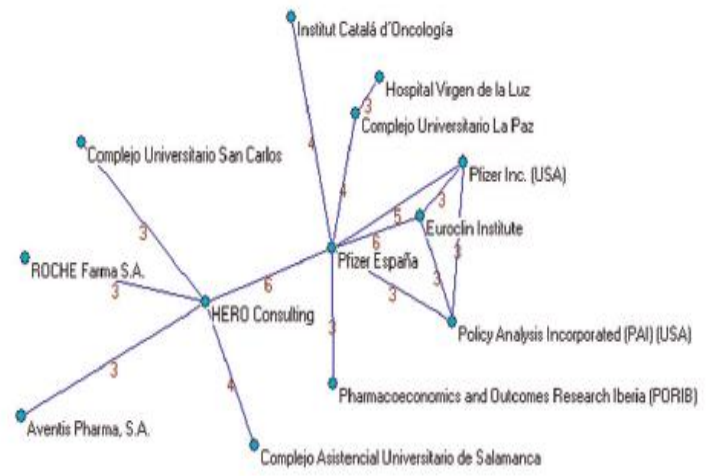 Institut Catalá d'Oncología
Hospital Virgen de la Luz
3
Complejo Universitario La Paz
Complejo Universitario San Carlos
4
Pfizer Inc. (USA)
4
3
5
Euroclin Institute
3
6
3
Pfizer España
ROCHE Farma S.A.
3
6
3
3
HERO Consulting
3
Policy Analysis Incorporated (PAI) (USA)
3
4
Pharmacoeconomics and Outcomes Research Iberia (PORIB)
Aventis Pharma, S.A.
Complejo Asistencial Universitario de Salamanca